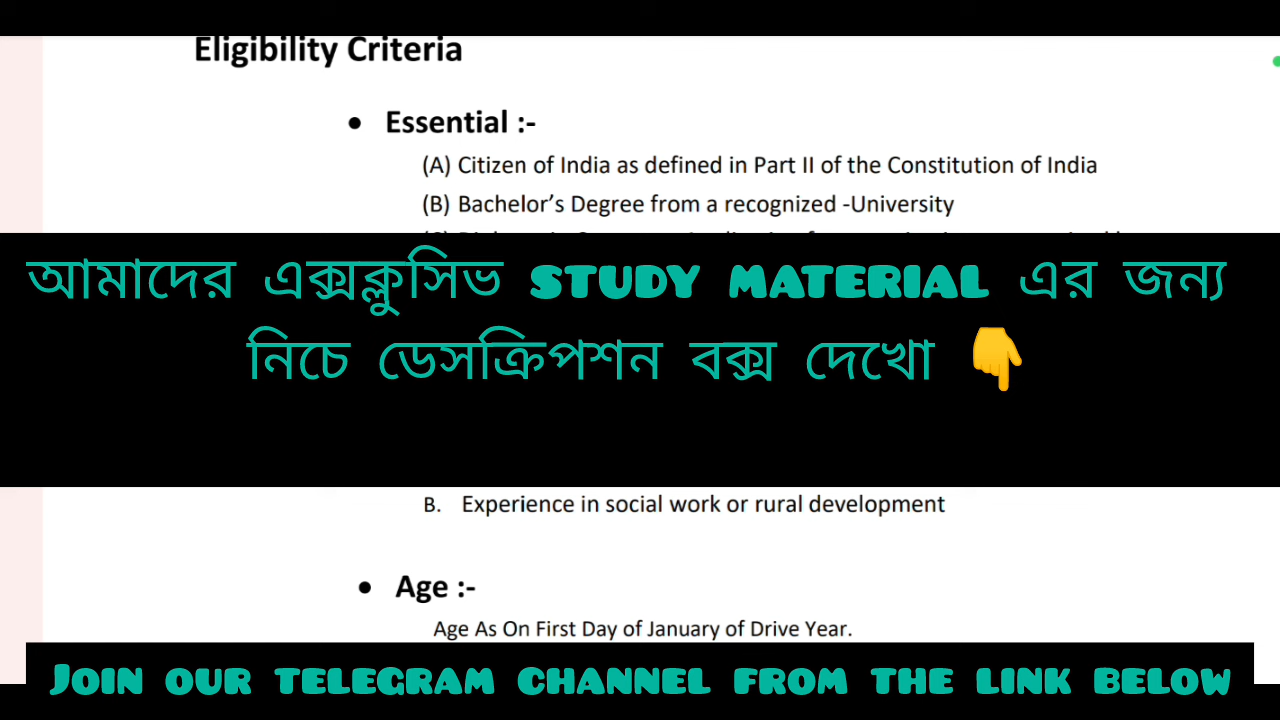 Eligibility Criteria
• Essential :-
(A) Citizen of India as defined in Part II of the Constitution of India
(B) Bachelor’s Degree from a recognized -University
আমাদের এক্সক্লুসিভ STUDY MATERIAL এর জন্য
নিচে ডেসক্রিপশন বক্স দেখো 👇
B. Experience in social work or rural development
• Age :-
Age As On First Day of January of Drive Year.
JOIN OUR TELEGRAM CHANNEL FROM THE LINK BELOW